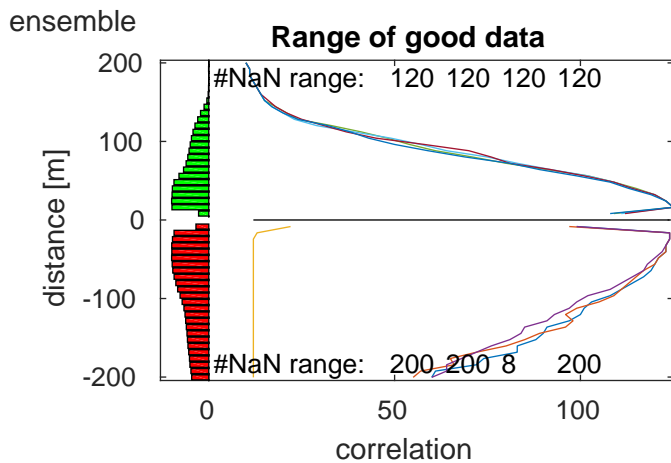 ensemble
Range of good data
200
#NaN range: 120 120 120 120
100
0
-100
#NaN range: 200 200 8 200
-200
distance [m]
0 50 100
correlation